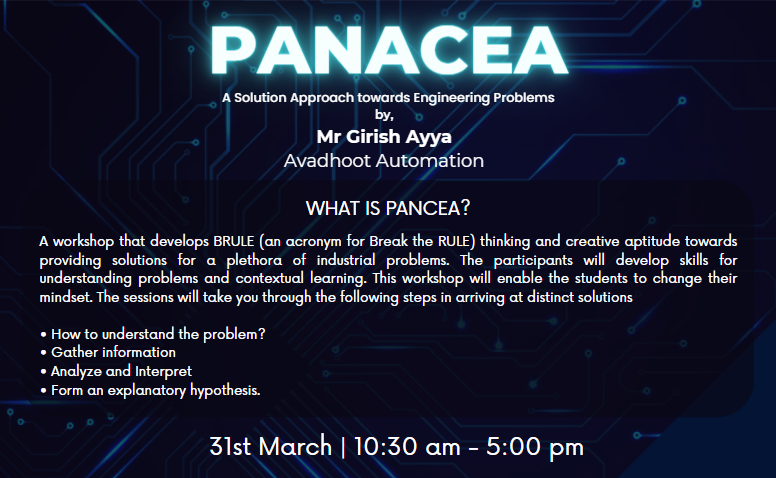 PANACEA
A Solution Approach towards Engineering Problems
by,
Mr Girish Ayya
Avadhoot Automation
WHAT IS PANCEA?
A workshop that develops BRULE (an acronym for Break the RULE) thinking and creative aptitude towards
providing solutions for a plethora of industrial problems. The participants will develop skills for
understanding problems and contextual learning. This workshop will enable the students to change their
mindset. The sessions will take you through the following steps in arriving at distinct solutions
• How to understand the problem?
• Gather information
• Analyze and Interpret
• Form an explanatory hypothesis.
31st March | 10:30 am - 5:00 pm